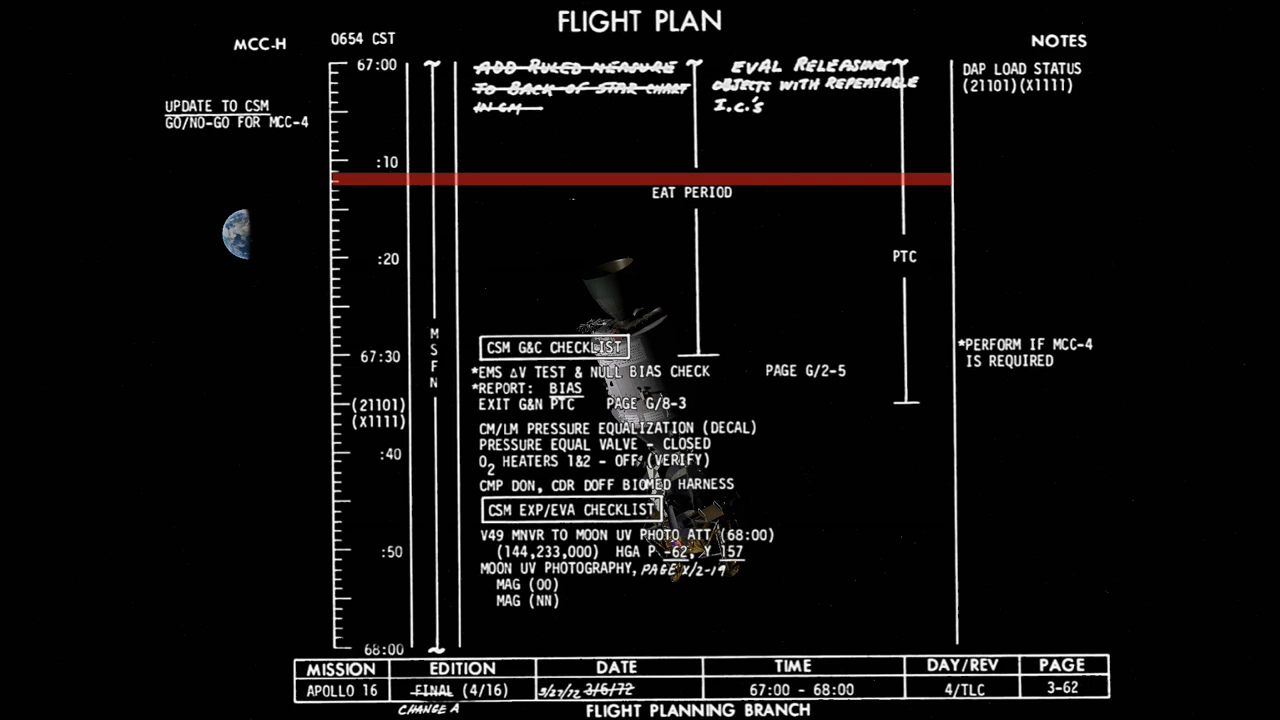 FLIGHT PLAN
MCC-H
0654 CST
NOTES
67:00
ADD RULED MEASURE
TO BACK OF STAR CHART
IN CM
EVAL RELEASING
OBJECTS WITH REPEATABLE
I.C.'S
DAP LOAD STATUS
(21101)(X1111)
UPDATE TO CSM
GO/NO-GO FOR MCC-4
:10
EAT PERIOD
:20
PTC
MSFN
CSM G&C CHECKLIST
67:30
*PERFORM IF MCC-4
IS REQUIRED
*EMS ΔV TEST & NULL BIAS CHECK PAGE G/2-5
*REPORT: BIAS
EXIT G&N PTC PAGE G/8-3
(21101)
(X1111)
CM/LM PRESSURE EQUALIZATION (DECAL)
PRESSURE EQUAL VALVE - CLOSED
:40
O2 HEATERS 1&2 - OFF (VERIFY)
CMP DON, CDR DOFF BIOMED HARNESS
CSM EXP/EVA CHECKLIST
V49 MNVR TO MOON UV PHOTO ATT (68:00)
:50
(144,233,000) HGA P -62, Y 157
MOON UV PHOTOGRAPHY, PAGE X/2-19
MAG (OO)
MAG (NN)
68:00
MISSION EDITION DATE TIME DAY/REV PAGE
APOLLO 16 FINAL (4/16) 3/27/72 3/6/72 67:00 - 68:00 4/TLC 3-62
CHANGE A
FLIGHT PLANNING BRANCH